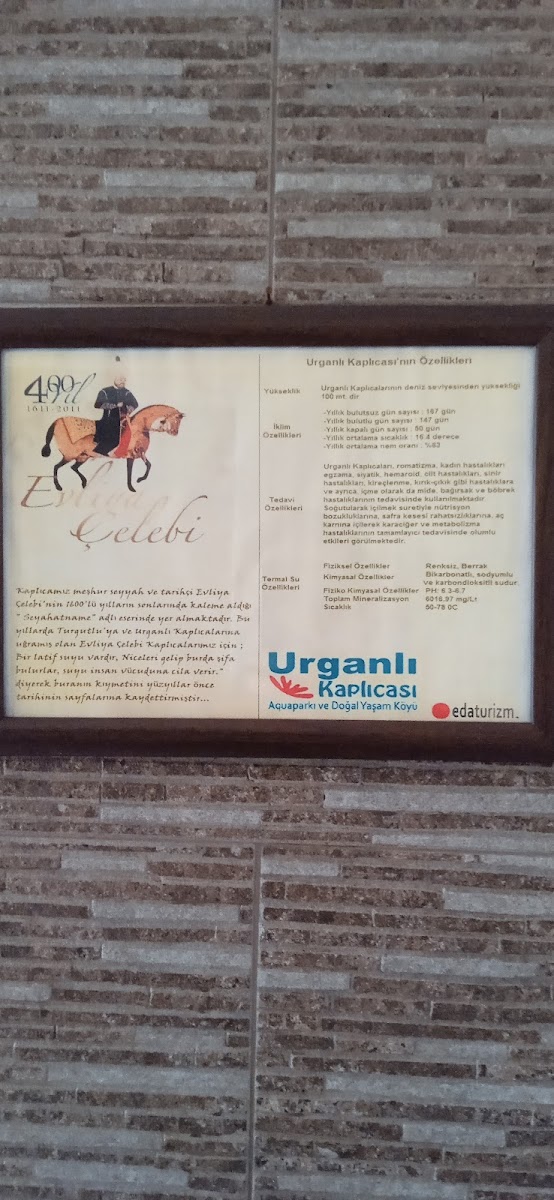 400
Yıl
1611-2011
Evliya
Çelebi
Kaplıcamız meşhur seyyah ve tarihçi Evliya
Çelebi'nin 1600'lü yılların sonlarında kaleme aldığı
"Seyahatname" adlı eserinde yer almaktadır. Bu
yıllarda Turgutlu'ya ve Urganlı Kaplıcalarına
uğramış olan Evliya Çelebi Kaplıcalarımız için ;
Bir latif suyu vardır, Niceleri gelip burda şifa
bulurlar, suyu insan vücuduna cila verir."
diyerek buranın kıymetini yüzyıllar önce
tarihinin sayfalarına kaydettirmiştir...
Urganlı Kaplıcası'nın Özellikleri
Yükseklik
Urganlı Kaplıcalarının deniz seviyesinden yüksekliği
100 mt. dir
İklim
Özellikleri
-Yıllık bulutsuz gün sayısı : 167 gün
-Yıllık bulutlu gün sayısı : 147 gün
-Yıllık kapalı gün sayısı : 50 gün
-Yıllık ortalama sıcaklık : 16.4 derece
-Yıllık ortalama nem oranı : %63
Tedavi
Özellikleri
Urganlı Kaplıcaları, romatizma, kadın hastalıkları
egzama, siyatik, hemaroid, cilt hastalıkları, sinir
hastalıkları, kireçlenme, kırık-çıkık gibi hastalıklara
ve ayrıca, içme olarak da mide, bağırsak ve böbrek
hastalıklarının tedavisinde kullanılmaktadır.
Soğutularak içilmek suretiyle nütrisyon
bozukluklarına, safra kesesi rahatsızlıklarına, aç
karnına içilerek karaciğer ve metabolizma
hastalıklarının tamamlayıcı tedavisinde olumlu
etkileri görülmektedir.
Termal Su
Özellikleri
Fiziksel Özellikler Renksiz, Berrak
Kimyasal Özellikler Bikarbonatlı, sodyumlu
ve karbondioksitli sudur.
Fiziko Kimyasal Özellikler PH: 6.3-6.7
Toplam Mineralizasyon 6016,97 mg/Lt
Sıcaklık 50-78 0C
Urganlı
Kaplıcası
Aquaparkı ve Doğal Yaşam Köyü
edaturizm.